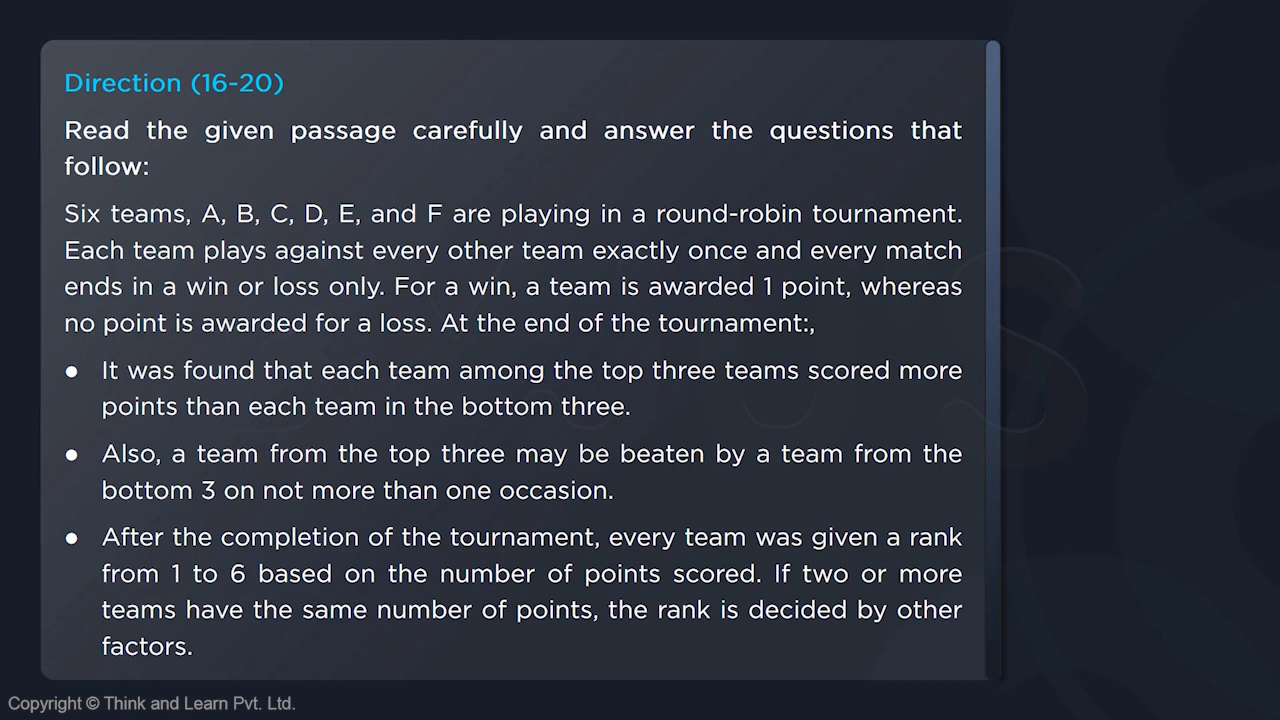 Direction (16-20)
Read the given passage carefully and answer the questions that
follow:
Six teams, A, B, C, D, E, and F are playing in a round-robin tournament.
Each team plays against every other team exactly once and every match
ends in a win or loss only. For a win, a team is awarded 1 point, whereas
no point is awarded for a loss. At the end of the tournament:,
● It was found that each team among the top three teams scored more
points than each team in the bottom three.
● Also, a team from the top three may be beaten by a team from the
bottom 3 on not more than one occasion.
● After the completion of the tournament, every team was given a rank
from 1 to 6 based on the number of points scored. If two or more
teams have the same number of points, the rank is decided by other
factors.
Copyright © Think and Learn Pvt. Ltd.